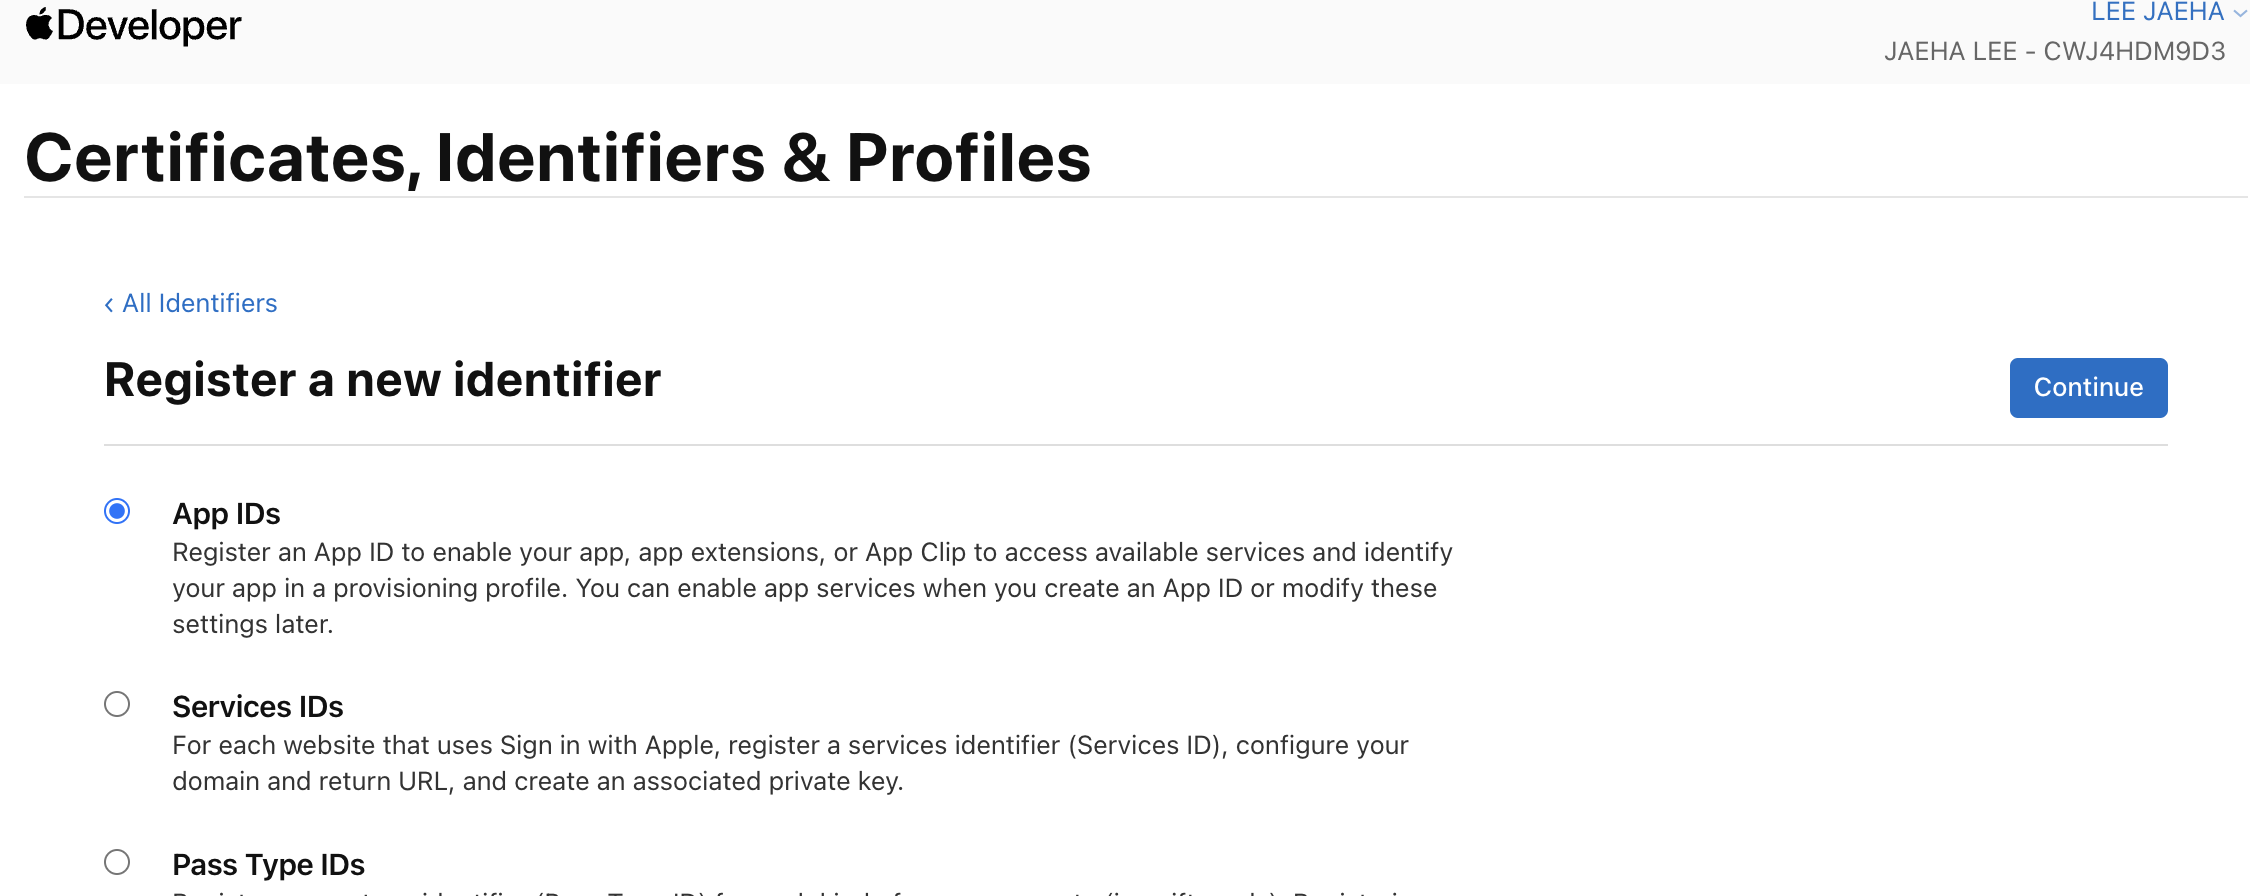 Developer
LEE JAEHA
JAEHA LEE - CWJ4HDM9D3
Certificates, Identifiers & Profiles
‹ All Identifiers
Register a new identifier
Continue
App IDs
Register an App ID to enable your app, app extensions, or App Clip to access available services and identify
your app in a provisioning profile. You can enable app services when you create an App ID or modify these
settings later.
Services IDs
For each website that uses Sign in with Apple, register a services identifier (Services ID), configure your
domain and return URL, and create an associated private key.
Pass Type IDs